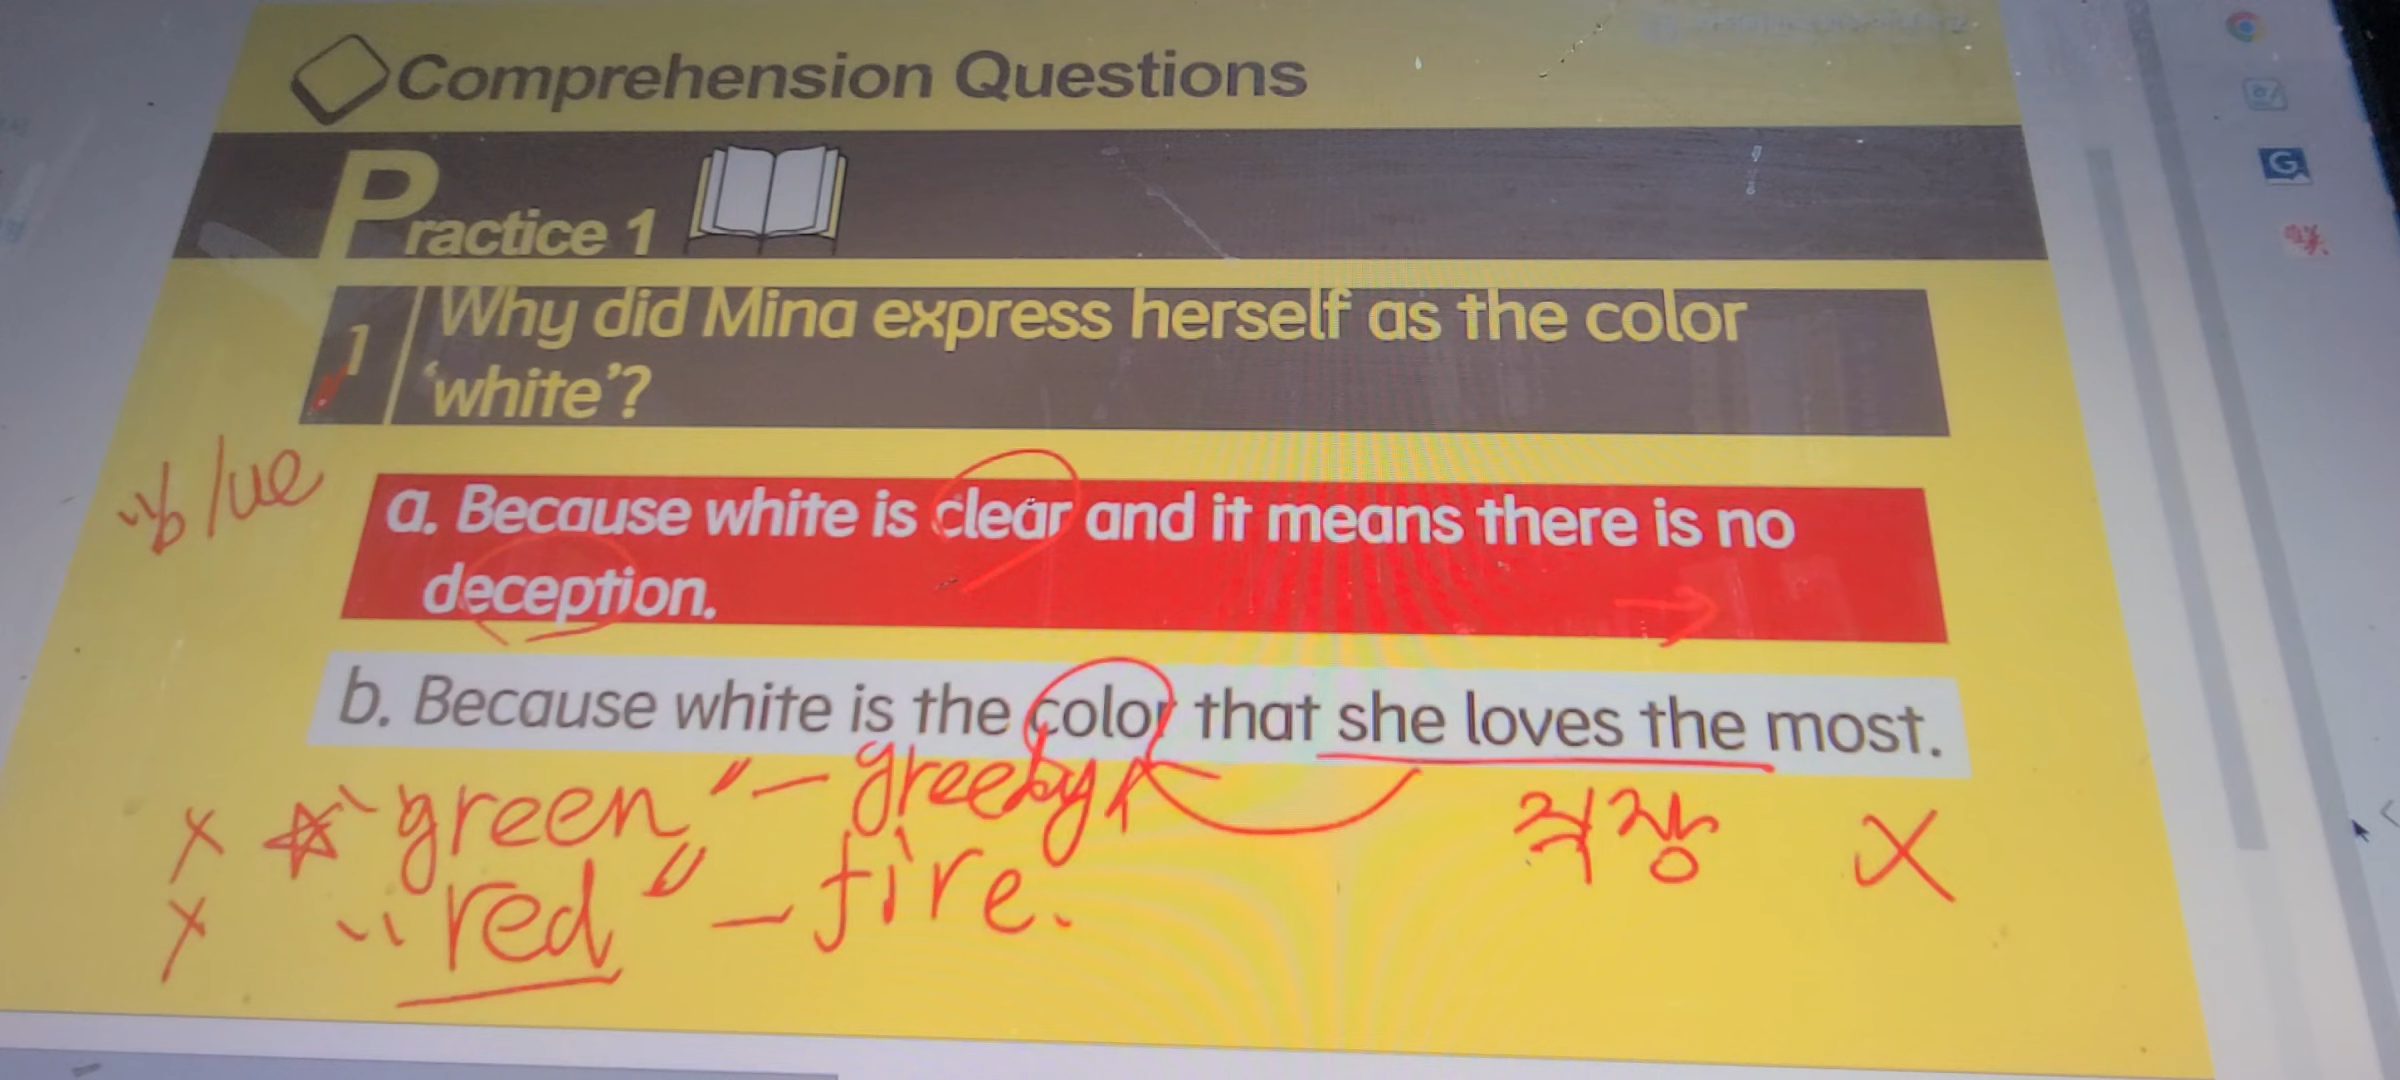 Comprehension Questions
Practice 1
1 Why did Mina express herself as the color
'white'?
"blue
a. Because white is clear and it means there is no
deception.
b. Because white is the color that she loves the most.
x ☆ "green" - greedy
직장 X
x "red" - fire.